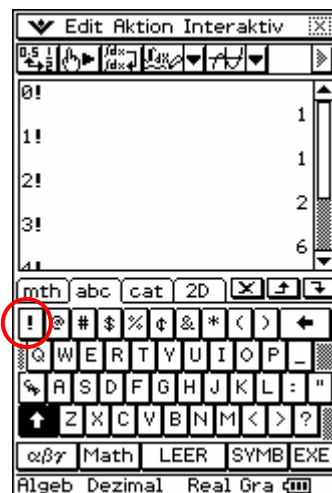 Edit Aktion Interaktiv
0!
1
1!
1
2!
2
3!
6
4!
mth abc cat 2D
! @ # $ % ¢ & * ( )
Q W E R T Y U I O P _
A S D F G H J K L : "
Z X C V B N M < > ?
αβγ Math LEER SYMB EXE
Algeb Dezimal Real Gra